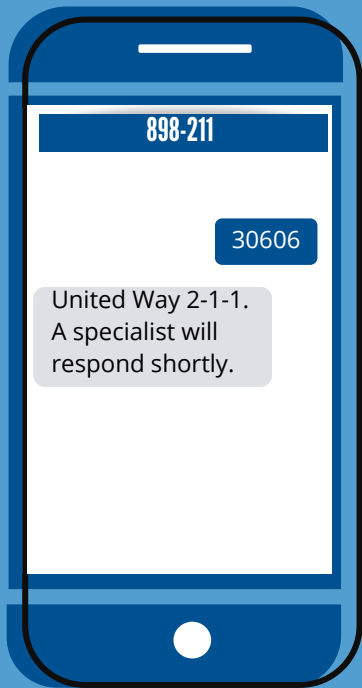 898-211
30606
United Way 2-1-1.
A specialist will
respond shortly.